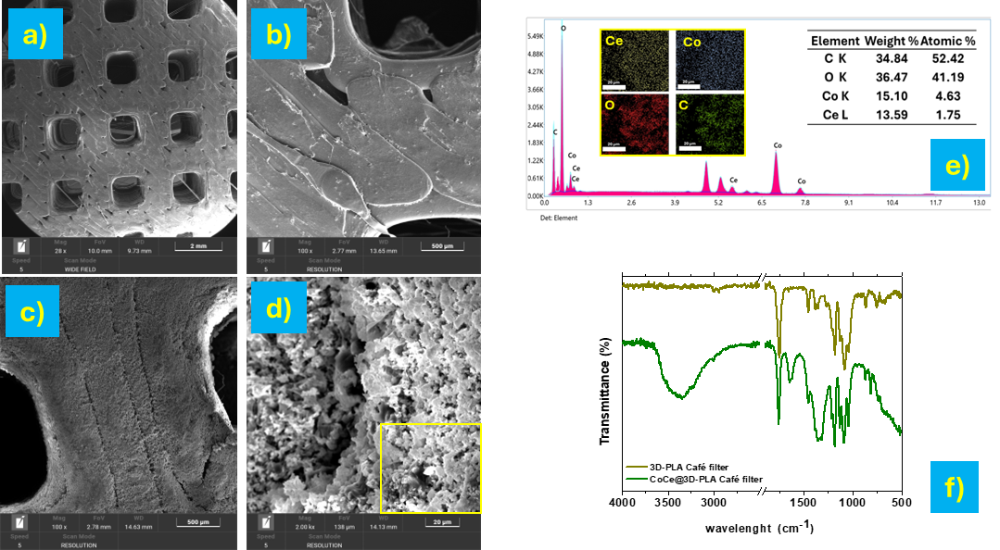 a)
Mag FoV WD
28 x 10.0 mm 9.73 mm 2 mm
Speed Scan Mode
5 WIDE FIELD
b)
Mag FoV WD
100 x 2.77 mm 13.65 mm 500 µm
Speed Scan Mode
5 RESOLUTION
c)
Mag FoV WD
100 x 2.78 mm 14.63 mm 500 µm
Speed Scan Mode
5 RESOLUTION
d)
Mag FoV WD
2.00 kx 138 µm 14.13 mm 20 µm
Speed Scan Mode
5 RESOLUTION
5.49K
4.88K
4.27K
3.66K
3.05K
2.44K
1.83K
1.22K
0.61K
0.00K
0.0 1.3 2.6 3.9 5.2 6.5 7.8 9.1 10.4 11.7 13.0
O
C
Co
Ce
Ce
Ce
Co
Co
Ce Co
20 µm 20 µm
O C
20 µm 20 µm
Element Weight % Atomic %
C K 34.84 52.42
O K 36.47 41.19
Co K 15.10 4.63
Ce L 13.59 1.75
e)
Det: Element
Transmittance (%)
3D-PLA Café filter
CoCe@3D-PLA Café filter
4000 3500 3000 1500 1000 500
wavelenght (cm-1)
f)